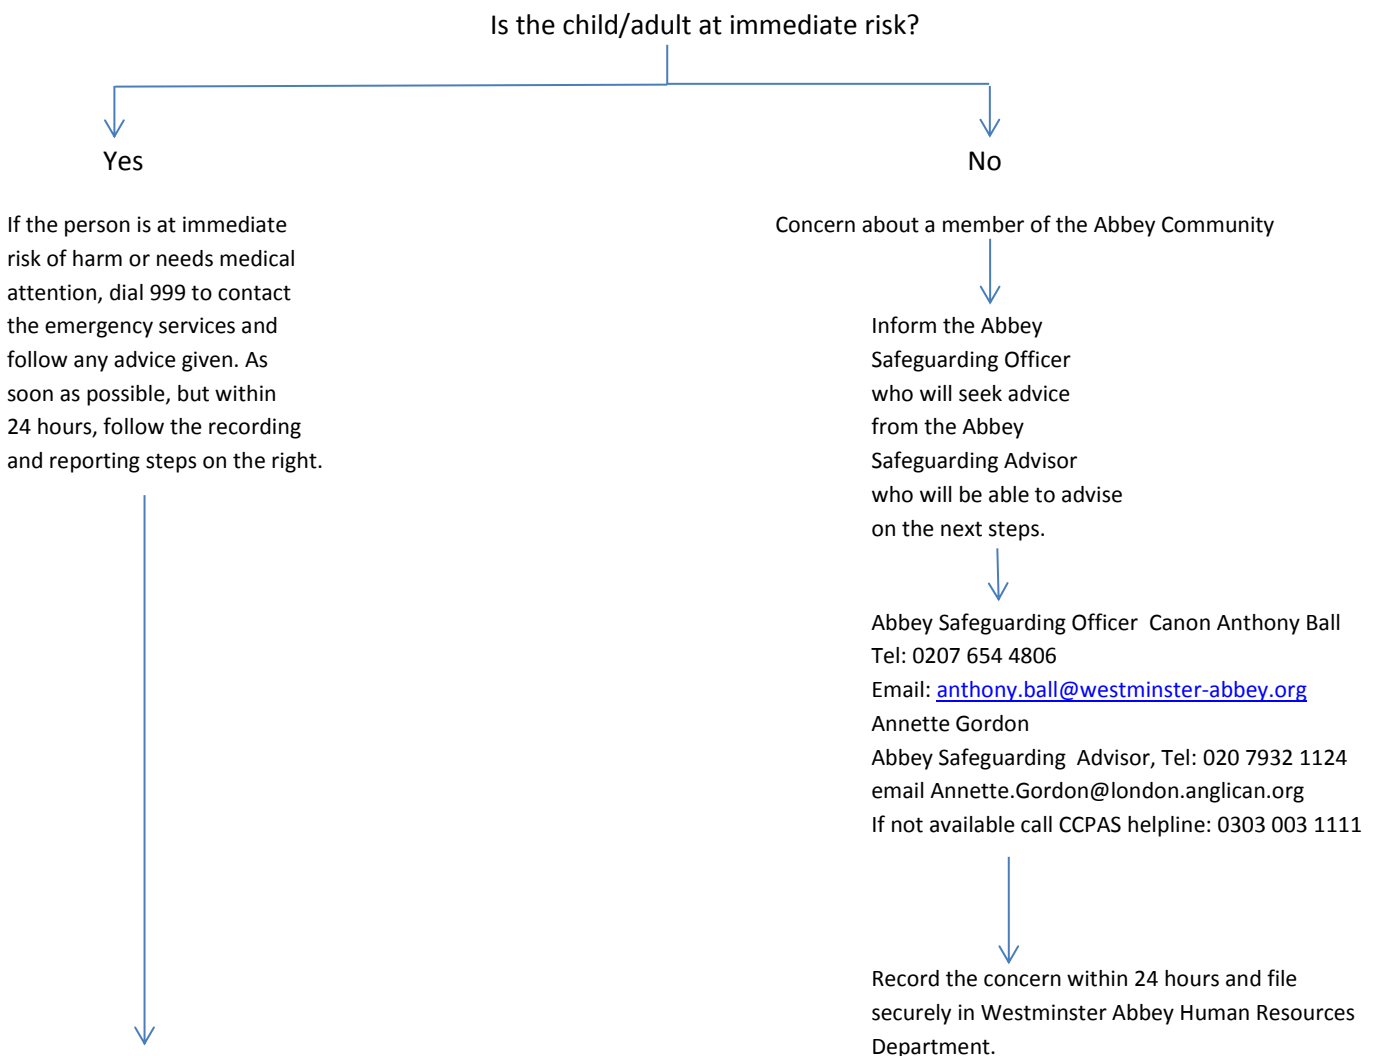 Is the child/adult at immediate risk?
Yes
No
If the person is at immediate
risk of harm or needs medical
attention, dial 999 to contact
the emergency services and
follow any advice given. As
soon as possible, but within
24 hours, follow the recording
and reporting steps on the right.
Concern about a member of the Abbey Community
Inform the Abbey
Safeguarding Officer
who will seek advice
from the Abbey
Safeguarding Advisor
who will be able to advise
on the next steps.
Abbey Safeguarding Officer Canon Anthony Ball
Tel: 0207 654 4806
Email: anthony.ball@westminster-abbey.org
Annette Gordon
Abbey Safeguarding Advisor, Tel: 020 7932 1124
email Annette.Gordon@london.anglican.org
If not available call CCPAS helpline: 0303 003 1111
Record the concern within 24 hours and file
securely in Westminster Abbey Human Resources
Department.